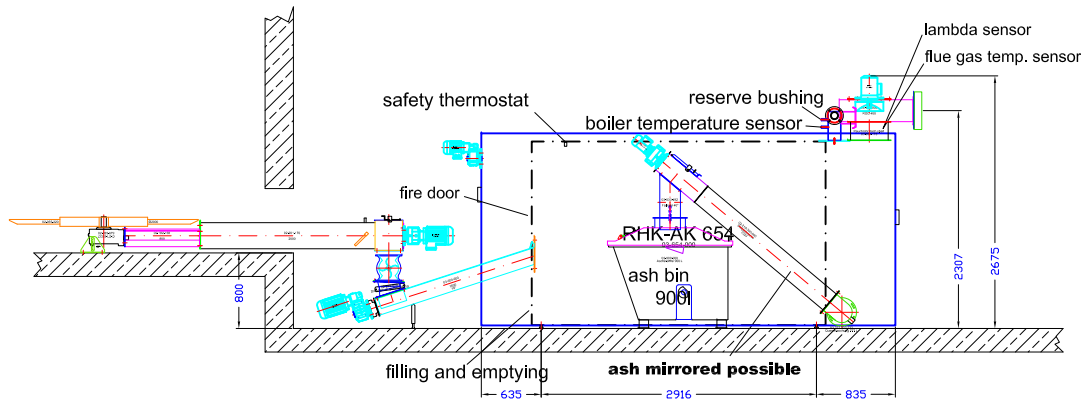 lambda sensor
flue gas temp. sensor
safety thermostat
reserve bushing
boiler temperature sensor
fire door
RHK-AK 654
ash bin
900l
800
2307
2675
filling and emptying
ash mirrored possible
635
2916
835